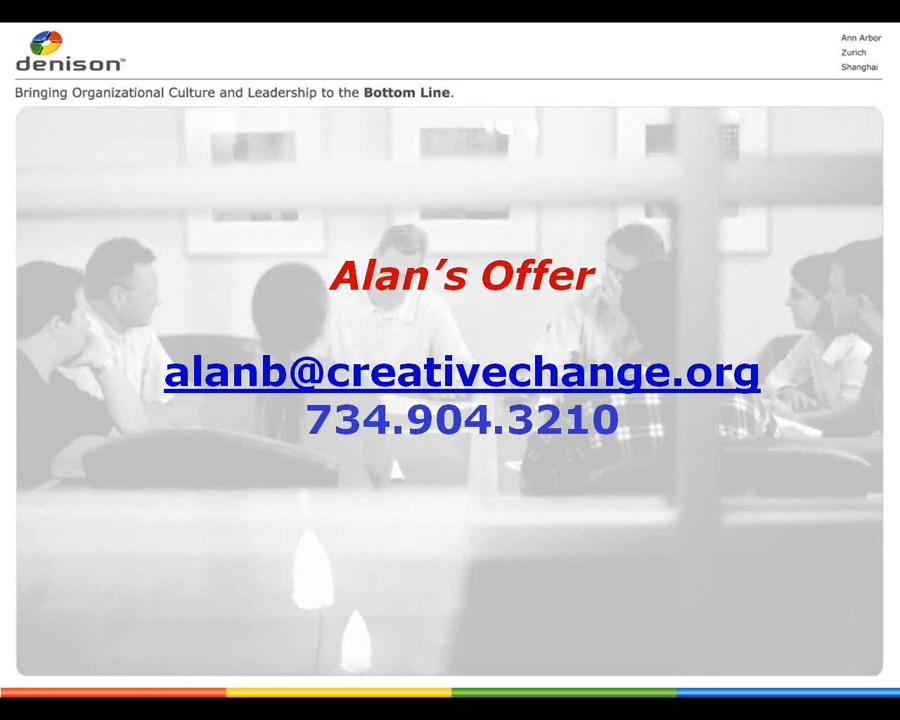 denison™
Ann Arbor
Zurich
Shanghai
Bringing Organizational Culture and Leadership to the Bottom Line.
Alan's Offer
alanb@creativechange.org
734.904.3210